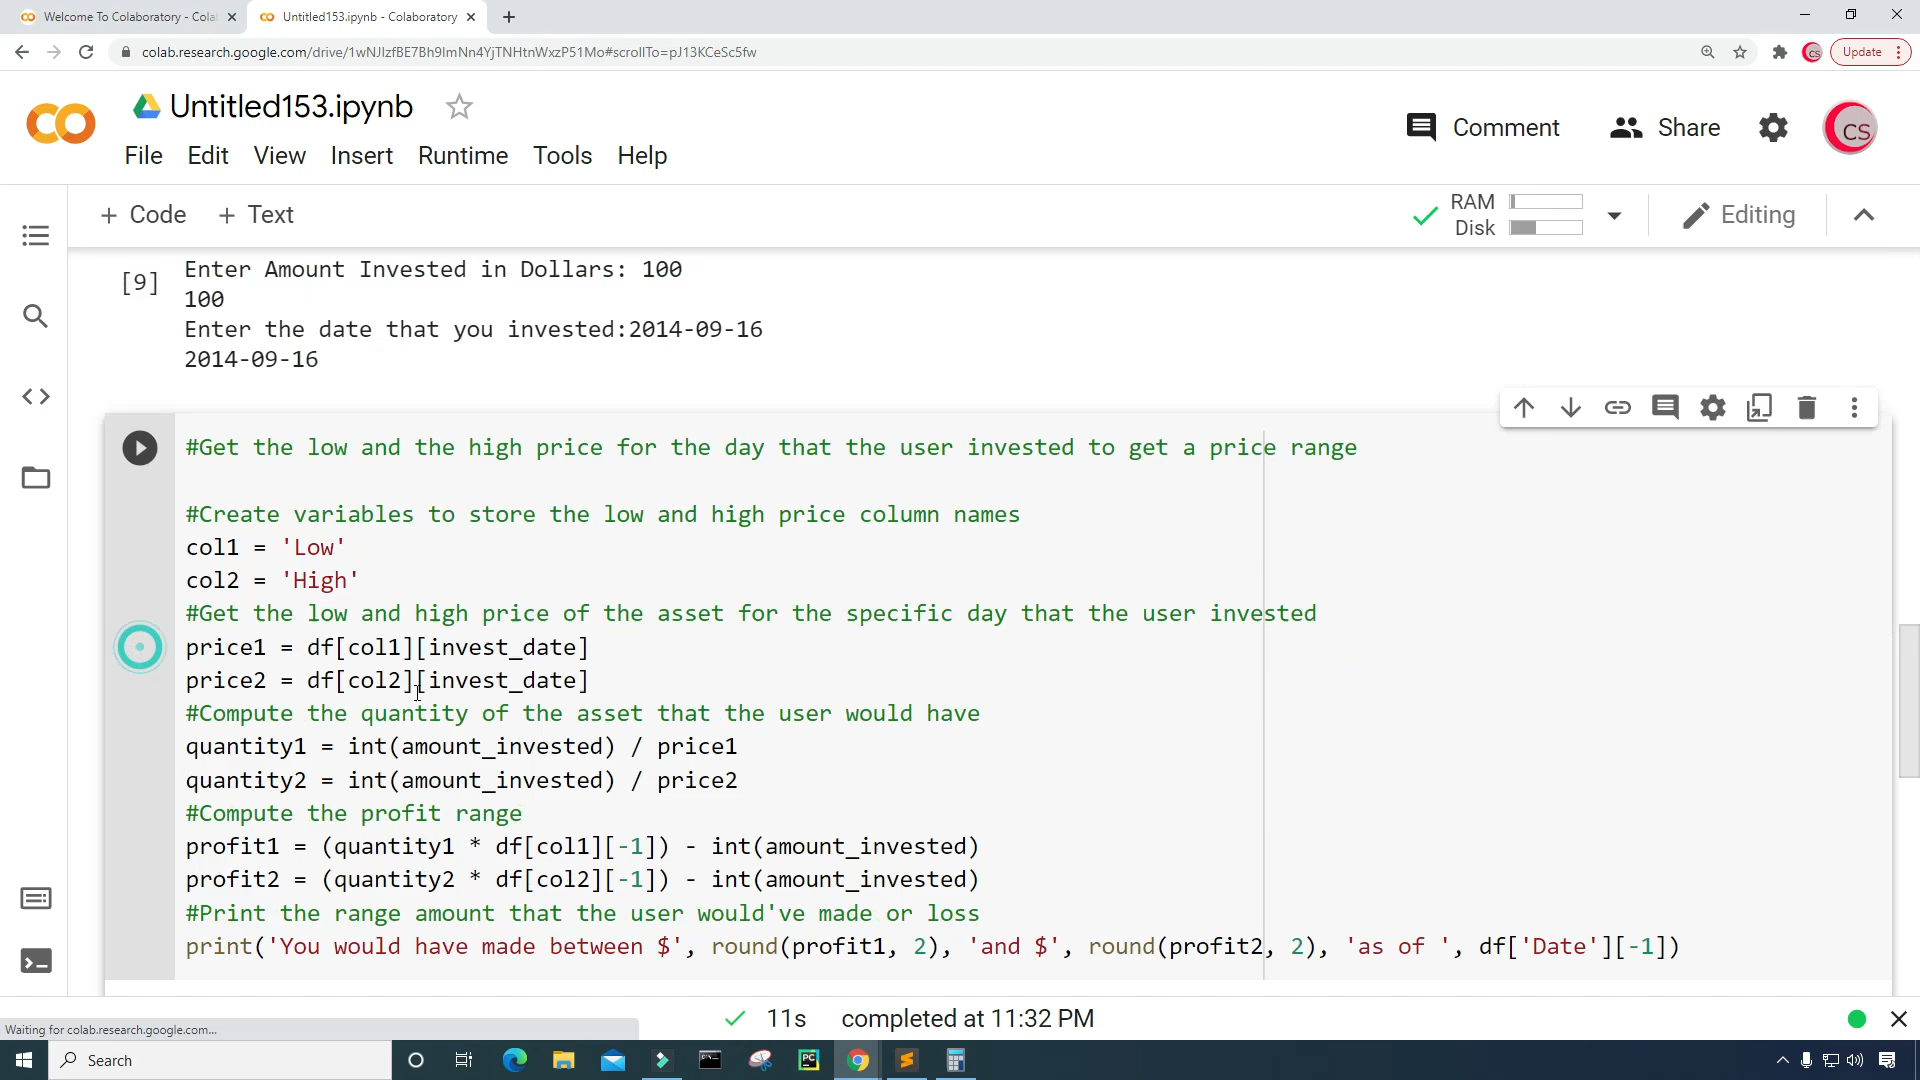 Welcome To Colaboratory - Cola
Untitled153.ipynb - Colaboratory
colab.research.google.com/drive/1wNJIzfBE7Bh9ImNn4YjTNHtnWxzP51Mo#scrollTo=pJ13KCeSc5fw
CS
Update
Untitled153.ipynb
Comment
Share
CS
File Edit View Insert Runtime Tools Help
+ Code + Text
RAM
Disk
Editing
Enter Amount Invested in Dollars: 100
[9]
100
Enter the date that you invested:2014-09-16
2014-09-16
#Get the low and the high price for the day that the user invested to get a price range
#Create variables to store the low and high price column names
col1 = 'Low'
col2 = 'High'
#Get the low and high price of the asset for the specific day that the user invested
price1 = df[col1][invest_date]
price2 = df[col2][invest_date]
#Compute the quantity of the asset that the user would have
quantity1 = int(amount_invested) / price1
quantity2 = int(amount_invested) / price2
#Compute the profit range
profit1 = (quantity1 * df[col1][-1]) - int(amount_invested)
profit2 = (quantity2 * df[col2][-1]) - int(amount_invested)
#Print the range amount that the user would've made or loss
print('You would have made between $', round(profit1, 2), 'and $', round(profit2, 2), 'as of ', df['Date'][-1])
11s completed at 11:32 PM
Waiting for colab.research.google.com...
Search
PC